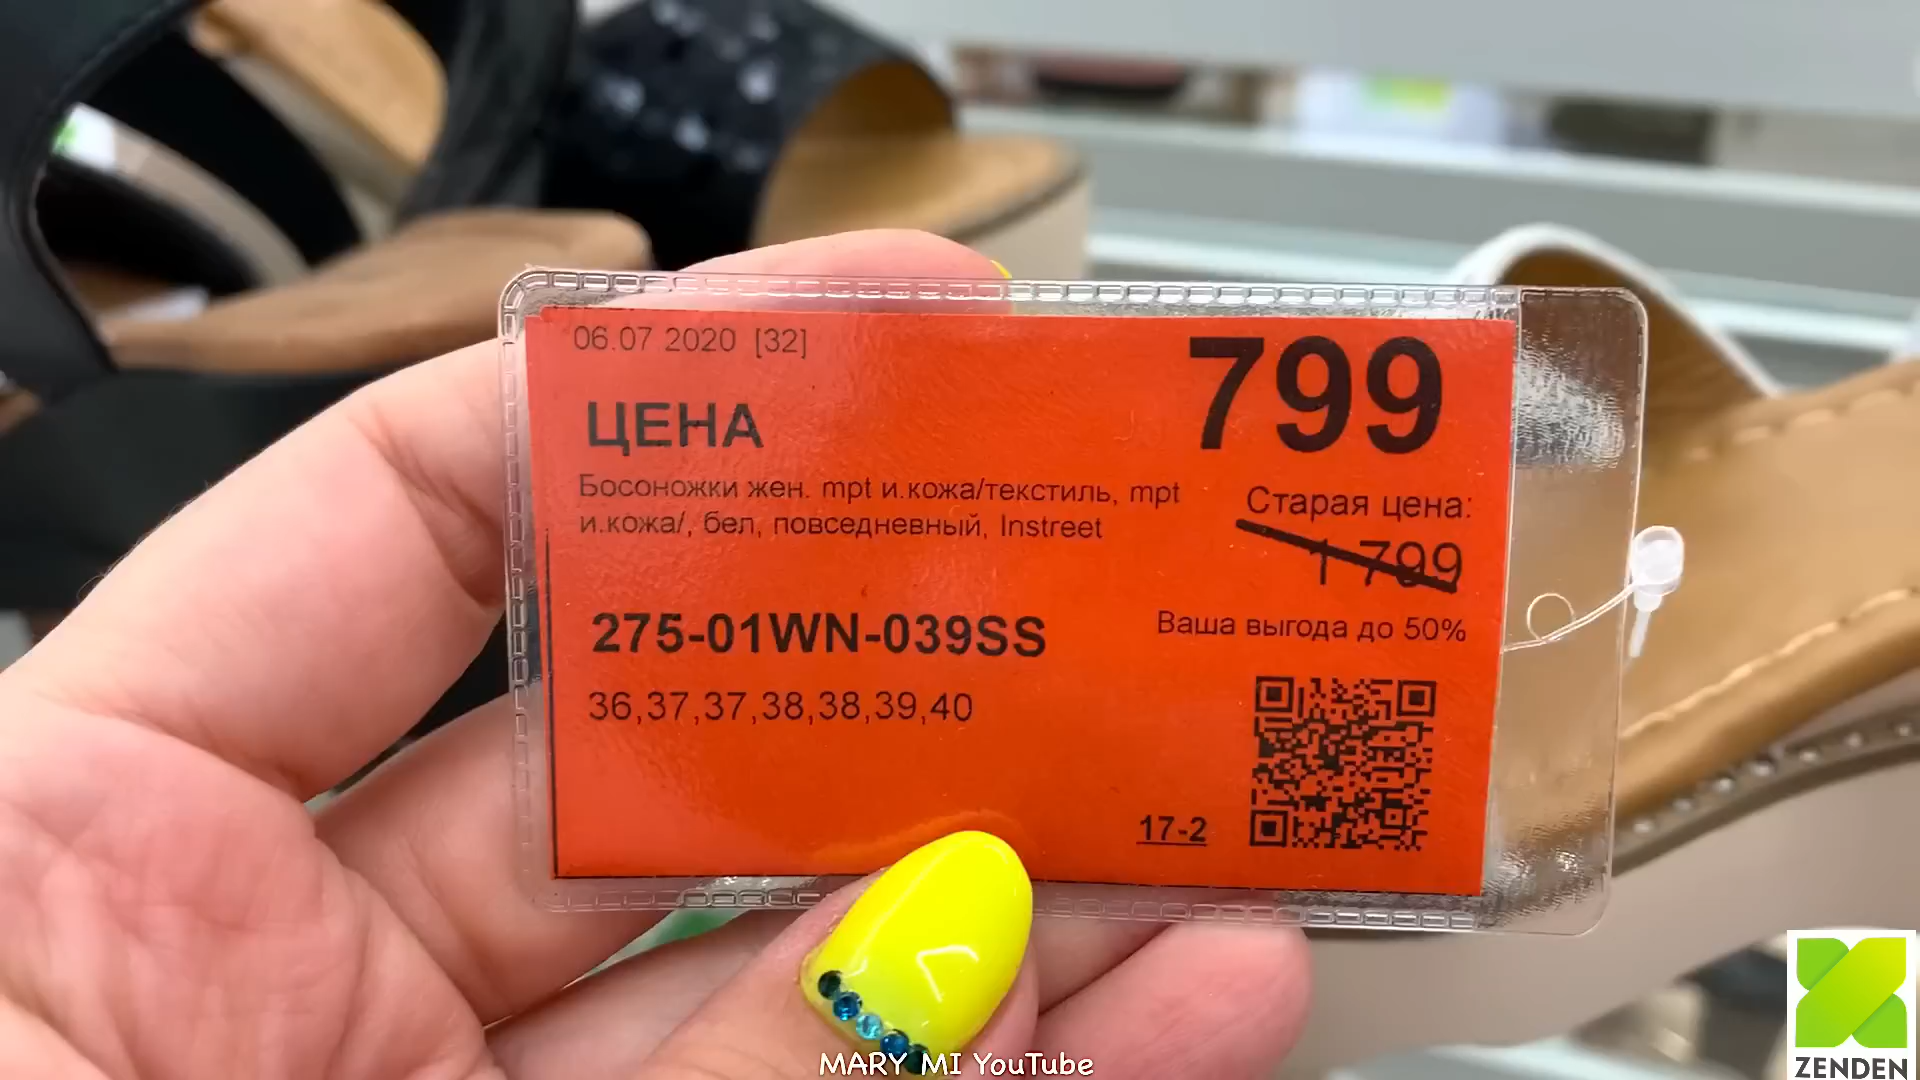 06.07 2020 [32]
ЦЕНА
799
Босоножки жен. mpt и.кожа/текстиль, mpt
и.кожа/, бел, повседневный, Instreet
Старая цена:
1 799
Ваша выгода до 50%
275-01WN-039SS
36,37,37,38,38,39,40
17-2
MARY MI YouTube
ZENDEN